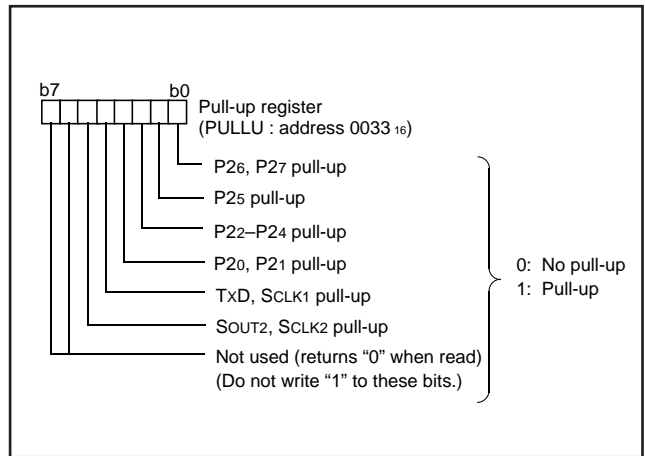 b7 b0
Pull-up register
(PULLU : address 0033 16)
P26, P27 pull-up
P25 pull-up
P22–P24 pull-up
P20, P21 pull-up
TxD, SCLK1 pull-up
SOUT2, SCLK2 pull-up
Not used (returns “0” when read)
(Do not write “1” to these bits.)
0: No pull-up
1: Pull-up